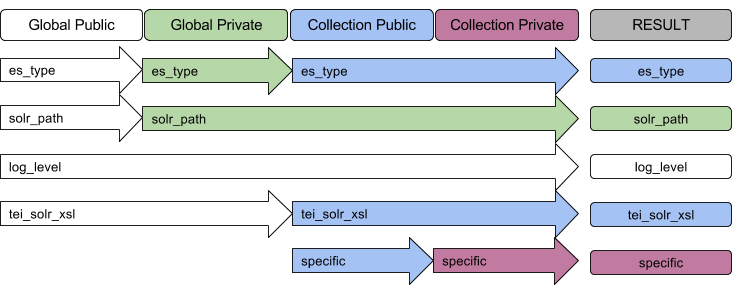 Global Public Global Private Collection Public Collection Private RESULT
es_type es_type es_type es_type
solr_path solr_path solr_path
log_level log_level
tei_solr_xsl tei_solr_xsl tei_solr_xsl
specific specific specific